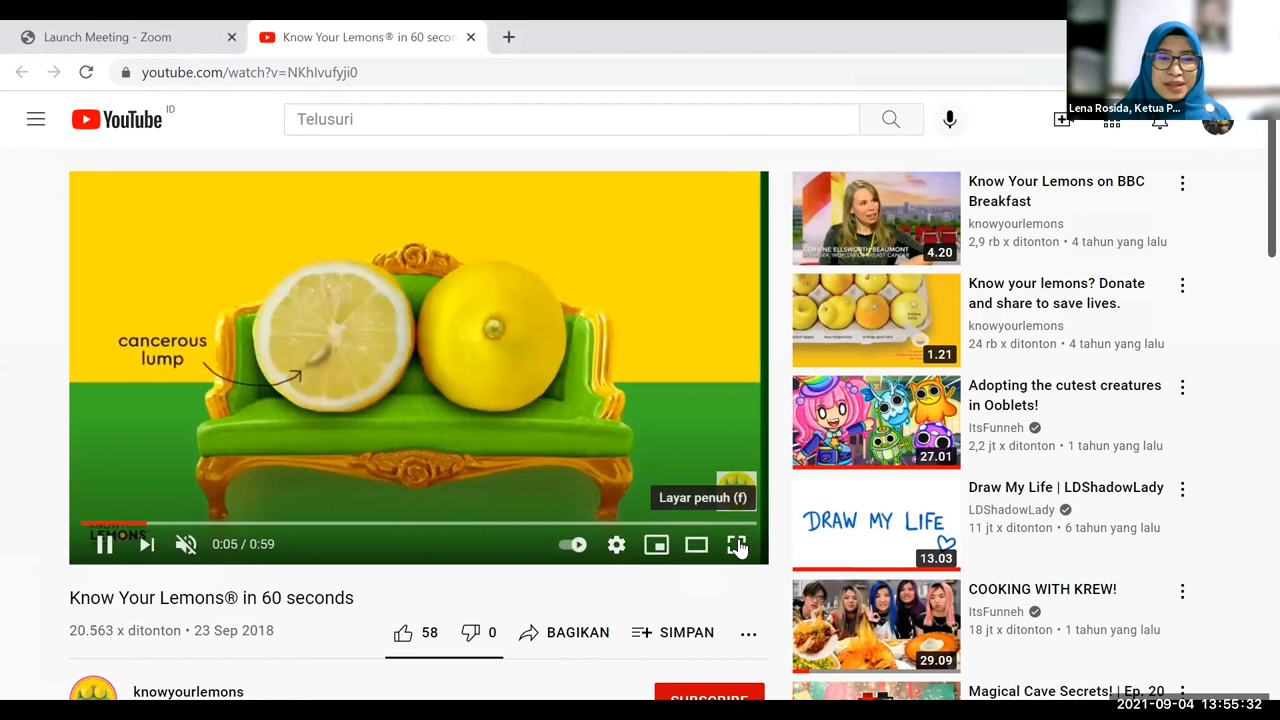 Launch Meeting - Zoom
Know Your Lemons® in 60 secon
youtube.com/watch?v=NKhIvufyji0
YouTube
ID
Telusuri
Lena Rosida, Ketua P...
cancerous
lump
Layar penuh (f)
LEMONS
0:05 / 0:59
Know Your Lemons® in 60 seconds
20.563 x ditonton • 23 Sep 2018
58
0
BAGIKAN
SIMPAN
knowyourlemons
SUBSCRIBE
Know Your Lemons on BBC
Breakfast
knowyourlemons
2,9 rb x ditonton • 4 tahun yang lalu
4.20
Know your lemons? Donate
and share to save lives.
knowyourlemons
24 rb x ditonton • 4 tahun yang lalu
1.21
Adopting the cutest creatures
in Ooblets!
ItsFunneh
2,2 jt x ditonton • 1 tahun yang lalu
27.01
Draw My Life | LDShadowLady
LDShadowLady
11 jt x ditonton • 6 tahun yang lalu
DRAW MY LIFE
13.03
COOKING WITH KREW!
ItsFunneh
18 jt x ditonton • 1 tahun yang lalu
29.09
Magical Cave Secrets! | Ep. 20
2021-09-04 13:55:32